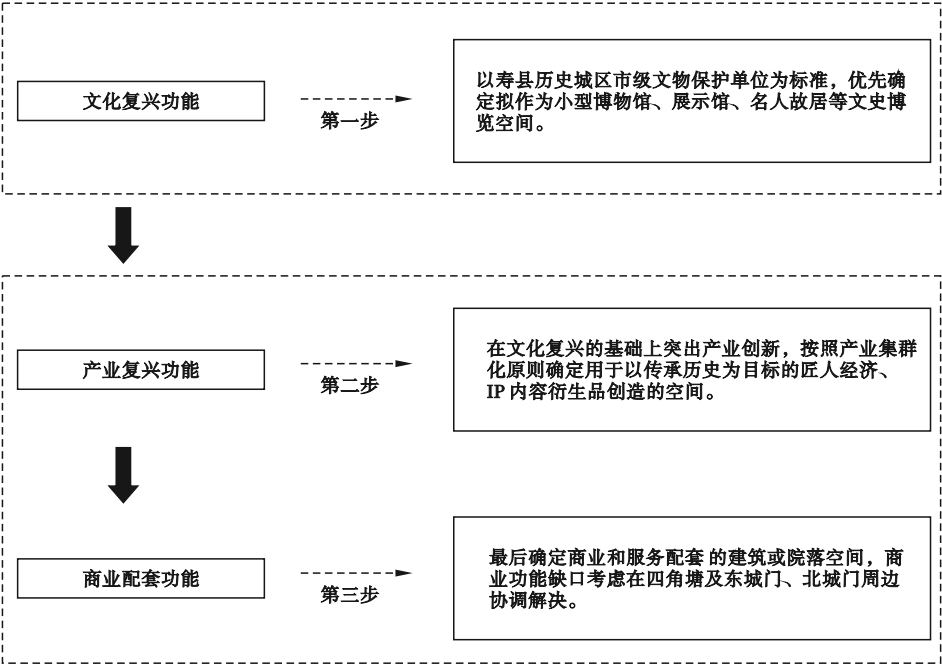 文化复兴功能
第一步
以寿县历史城区市级文物保护单位为标准，优先确
定拟作为小型博物馆、展示馆、名人故居等文史博
览空间。
产业复兴功能
第二步
在文化复兴的基础上突出产业创新，按照产业集群
化原则确定用于以传承历史为目标的匠人经济、
IP 内容衍生品创造的空间。
商业配套功能
第三步
最后确定商业和服务配套 的建筑或院落空间，商
业功能缺口考虑在四角塘及东城门、北城门周边
协调解决。